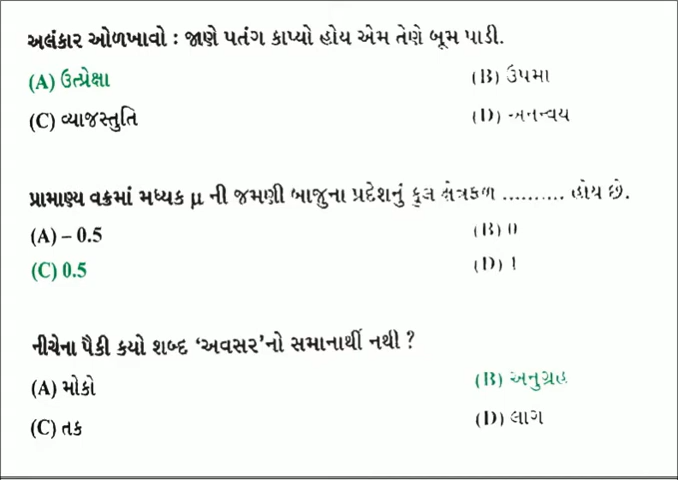 અલંકાર ઓળખાવો : જાણે પતંગ કાપ્યો હોય એમ તેણે બૂમ પાડી.
(A) ઉત્પ્રેક્ષા (B) ઉપમા
(C) વ્યાજસ્તુતિ (D) અનન્વય
પ્રામાણ્ય વક્રમાં મધ્યક μ ની જમણી બાજુના પ્રદેશનું કુલ ક્ષેત્રફળ .......... હોય છે.
(A) – 0.5 (B) 0
(C) 0.5 (D) 1
નીચેના પૈકી કયો શબ્દ ‘અવસર’નો સમાનાર્થી નથી ?
(A) મોકો (B) અનુગ્રહ
(C) તક (D) લાગ